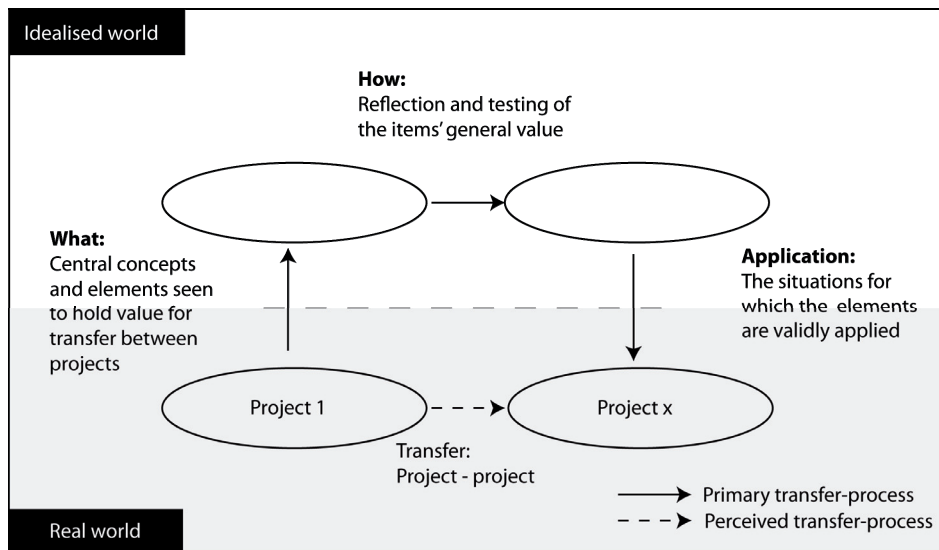 Idealised world
How:
Reflection and testing of
the items' general value
What:
Central concepts
and elements seen
to hold value for
transfer between
projects
Application:
The situations for
which the elements
are validly applied
Project 1
Project x
Transfer:
Project - project
Primary transfer-process
Perceived transfer-process
Real world